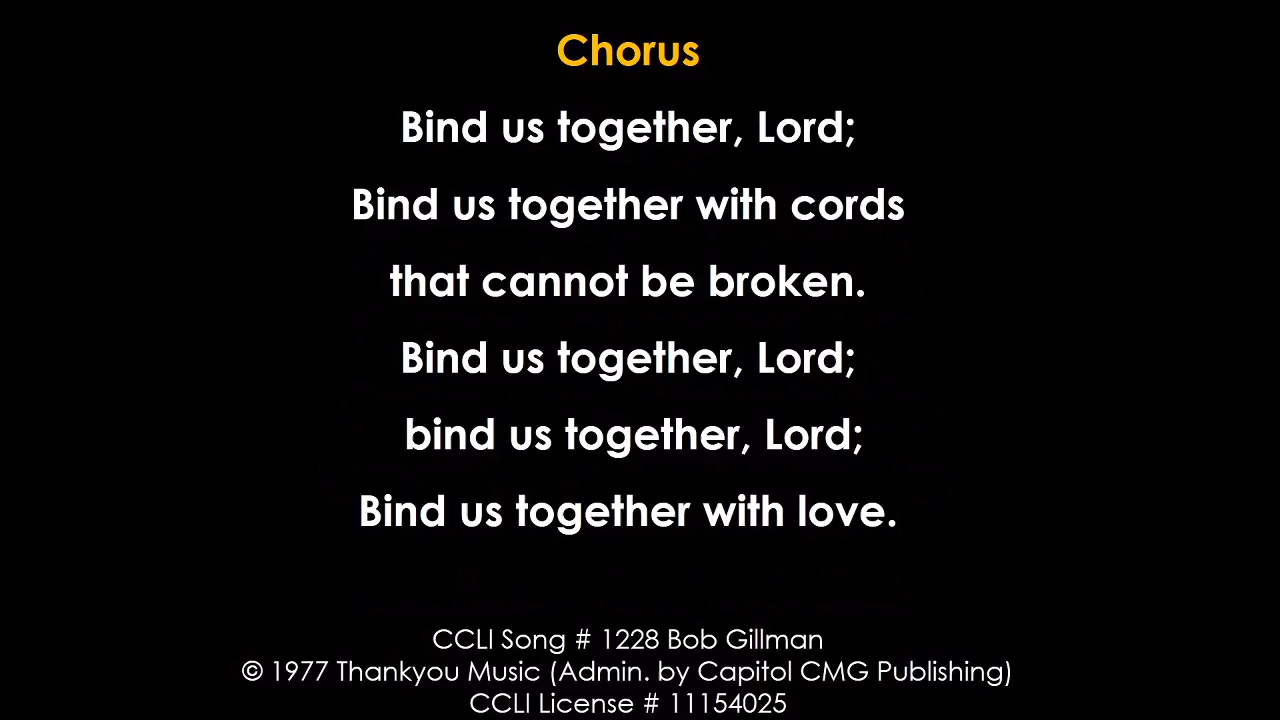 Chorus
Bind us together, Lord;
Bind us together with cords
that cannot be broken.
Bind us together, Lord;
bind us together, Lord;
Bind us together with love.
CCLI Song # 1228 Bob Gillman
© 1977 Thankyou Music (Admin. by Capitol CMG Publishing)
CCLI License # 11154025